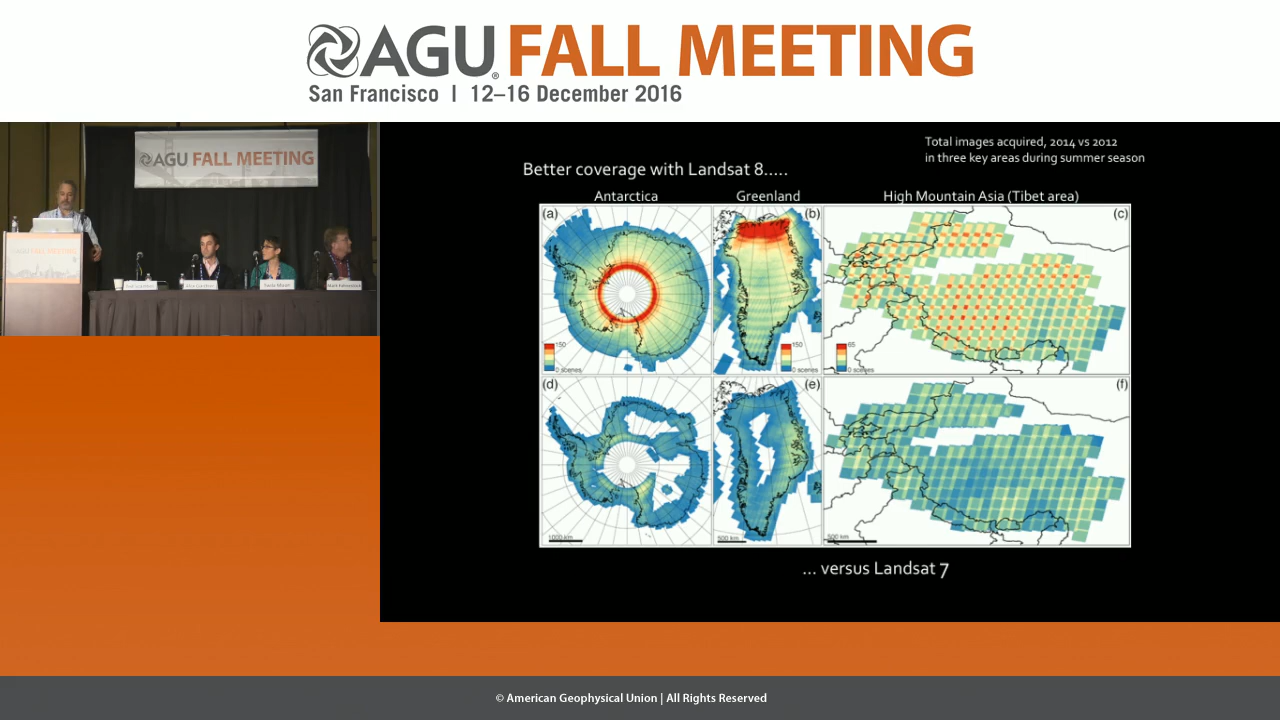 AGU FALL MEETING
San Francisco | 12–16 December 2016
AGU FALL MEETING
AGU FALL MEETING
Total images acquired, 2014 vs 2012
in three key areas during summer season
Better coverage with Landsat 8.....
Antarctica
Greenland
High Mountain Asia (Tibet area)
(a)
(b)
(c)
150
0 scenes
150
0 scenes
65
0 scenes
(d)
(e)
(f)
1000 km
500 km
500 km
... versus Landsat 7
© American Geophysical Union | All Rights Reserved